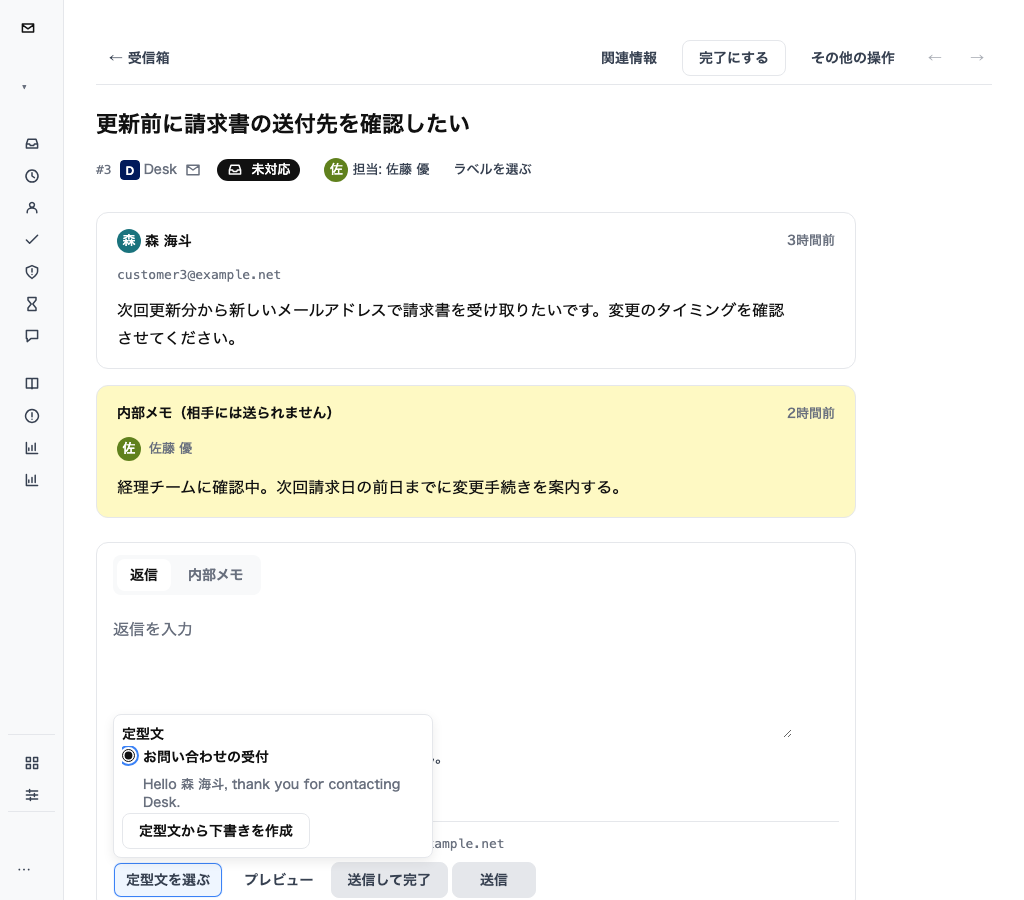 ← 受信箱
関連情報
完了にする
その他の操作
←
→
更新前に請求書の送付先を確認したい
#3 D Desk 未対応 佐 担当: 佐藤 優 ラベルを選ぶ
森 森 海斗
3時間前
customer3@example.net
次回更新分から新しいメールアドレスで請求書を受け取りたいです。変更のタイミングを確認
させてください。
内部メモ（相手には送られません）
2時間前
佐 佐藤 優
経理チームに確認中。次回請求日の前日までに変更手続きを案内する。
返信
内部メモ
返信を入力
定型文
お問い合わせの受付
Hello 森 海斗, thank you for contacting
Desk.
定型文から下書きを作成
ample.net
定型文を選ぶ
プレビュー
送信して完了
送信
…